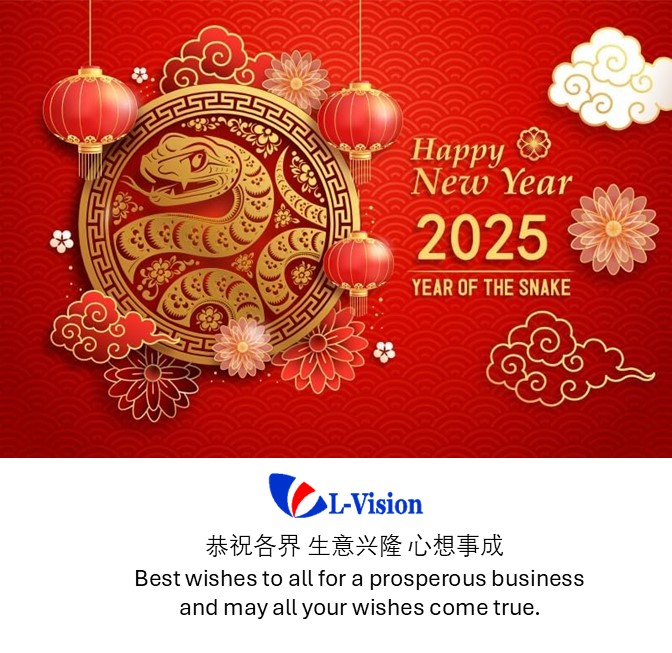 Happy
New Year
2025
YEAR OF THE SNAKE
L-Vision
恭祝各界 生意兴隆 心想事成
Best wishes to all for a prosperous business
and may all your wishes come true.